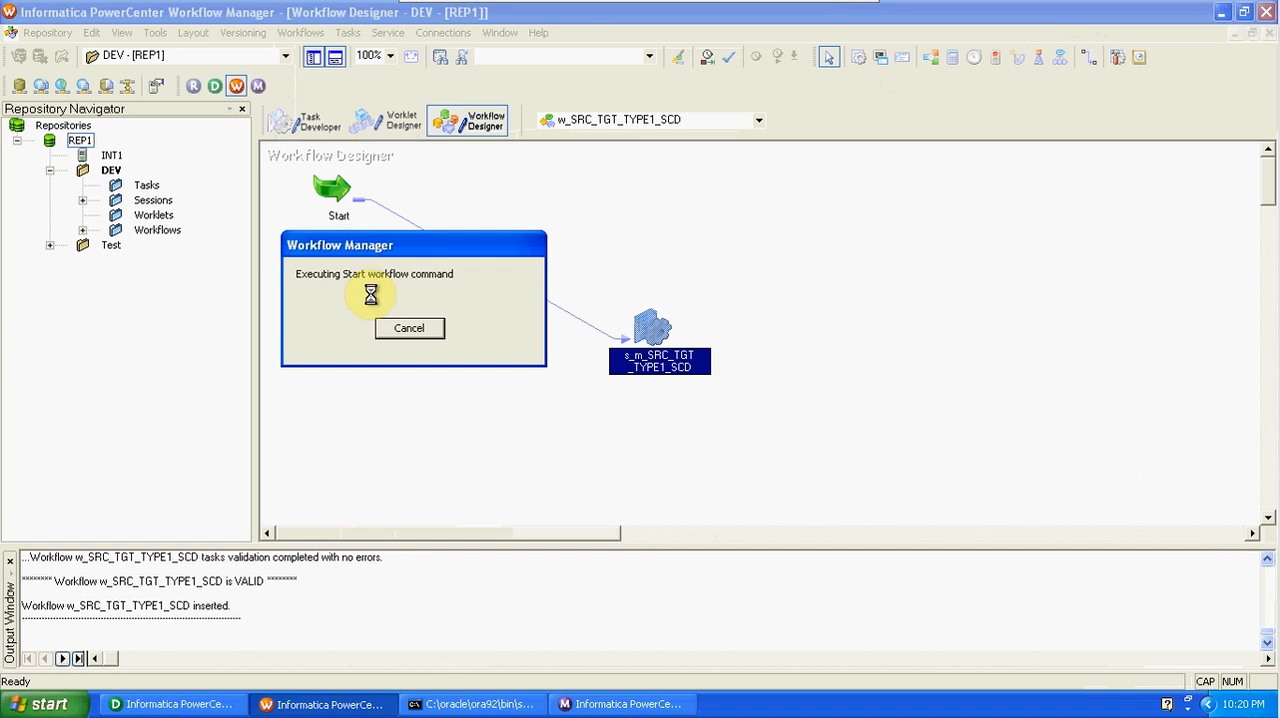 Informatica PowerCenter Workflow Manager - [Workflow Designer - DEV - [REP1]]
Repository Edit View Tools Layout Versioning Workflows Tasks Service Connections Window Help
DEV - [REP1]
100%
R D W M
Repository Navigator
Repositories
REP1
INT1
DEV
Tasks
Sessions
Worklets
Workflows
Test
Task Developer
Worklet Designer
Workflow Designer
w_SRC_TGT_TYPE1_SCD
Workflow Designer
Start
Workflow Manager
Executing Start workflow command
Cancel
s_m_SRC_TGT
_TYPE1_SCD
Output Window
...Workflow w_SRC_TGT_TYPE1_SCD tasks validation completed with no errors.
******** Workflow w_SRC_TGT_TYPE1_SCD is VALID ********
Workflow w_SRC_TGT_TYPE1_SCD inserted.
Ready
CAP NUM
start
Informatica PowerCe...
Informatica PowerCe...
C:\oracle\ora92\bin\s...
Informatica PowerCe...
10:20 PM